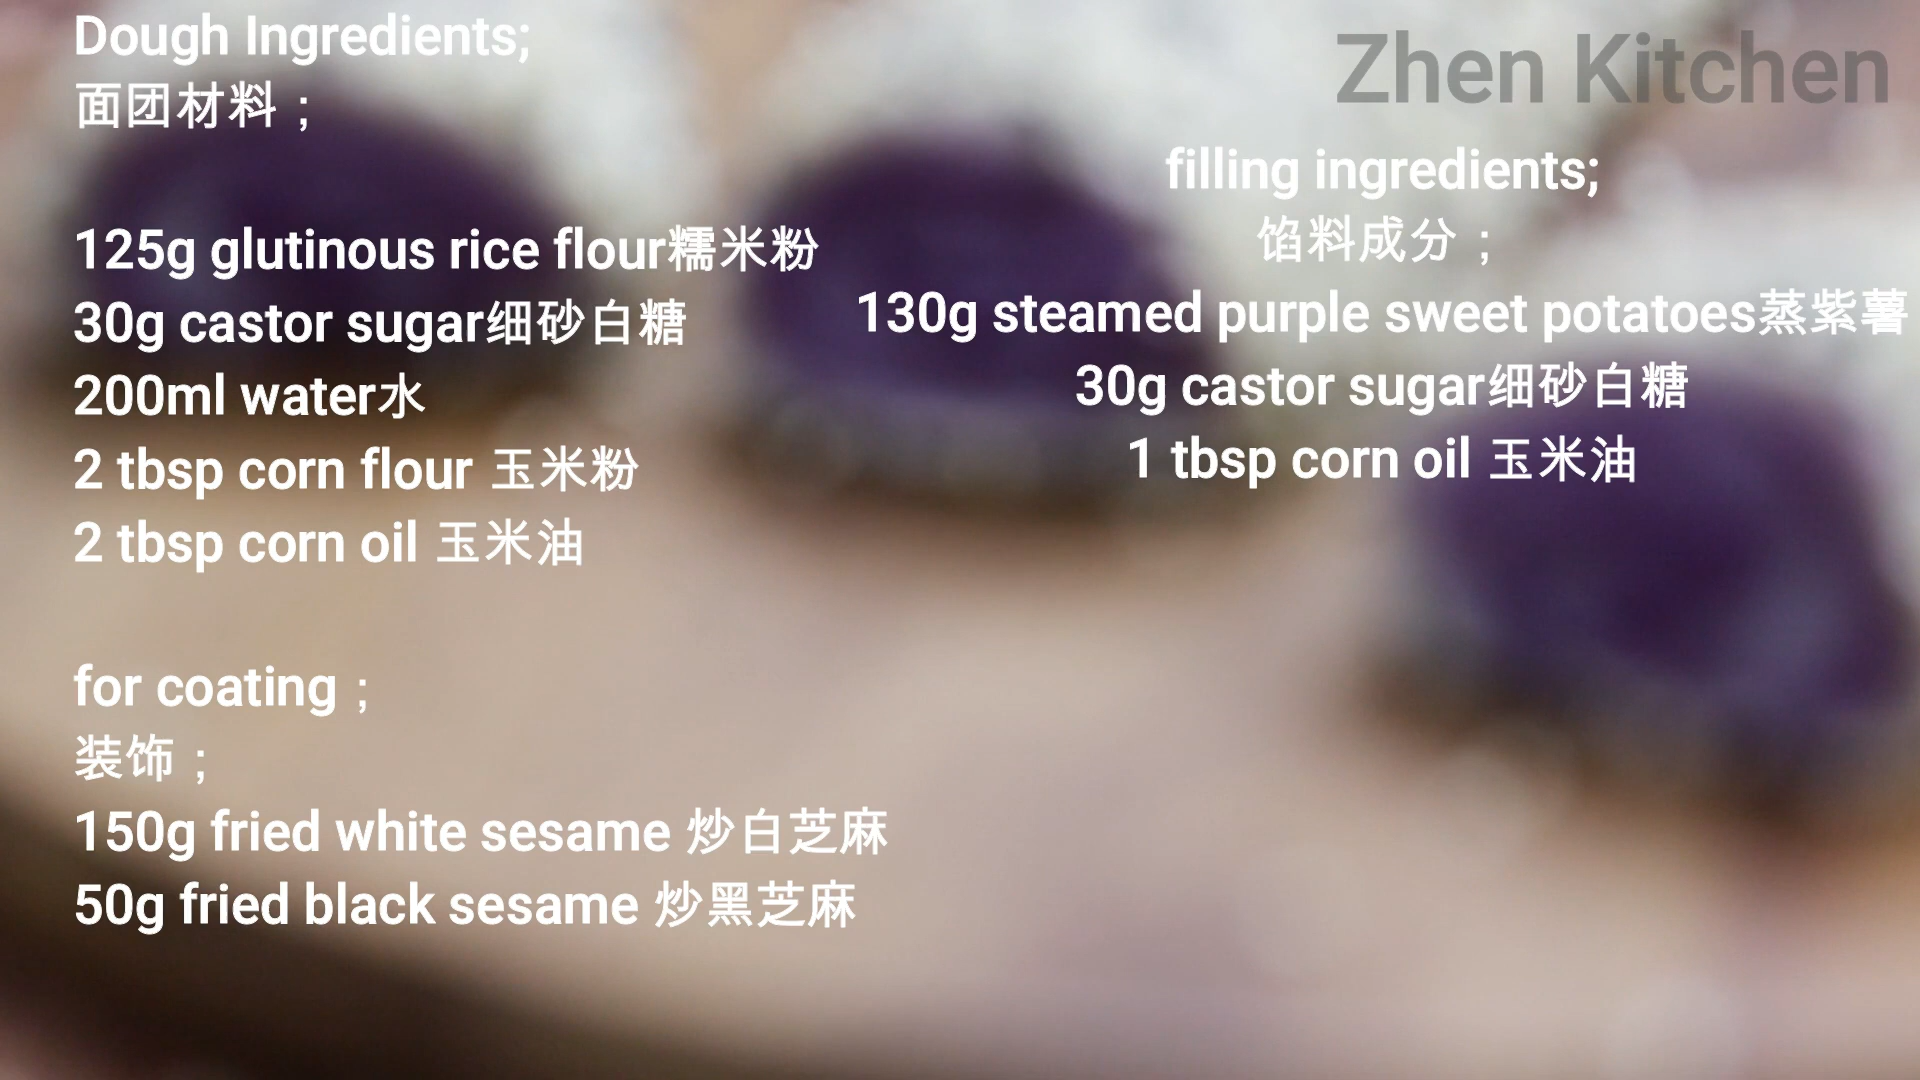 Dough Ingredients;
面团材料；
125g glutinous rice flour糯米粉
30g castor sugar细砂白糖
200ml water水
2 tbsp corn flour 玉米粉
2 tbsp corn oil 玉米油
for coating；
装饰；
150g fried white sesame 炒白芝麻
50g fried black sesame 炒黑芝麻
Zhen Kitchen
filling ingredients;
馅料成分；
130g steamed purple sweet potatoes蒸紫薯
30g castor sugar细砂白糖
1 tbsp corn oil 玉米油